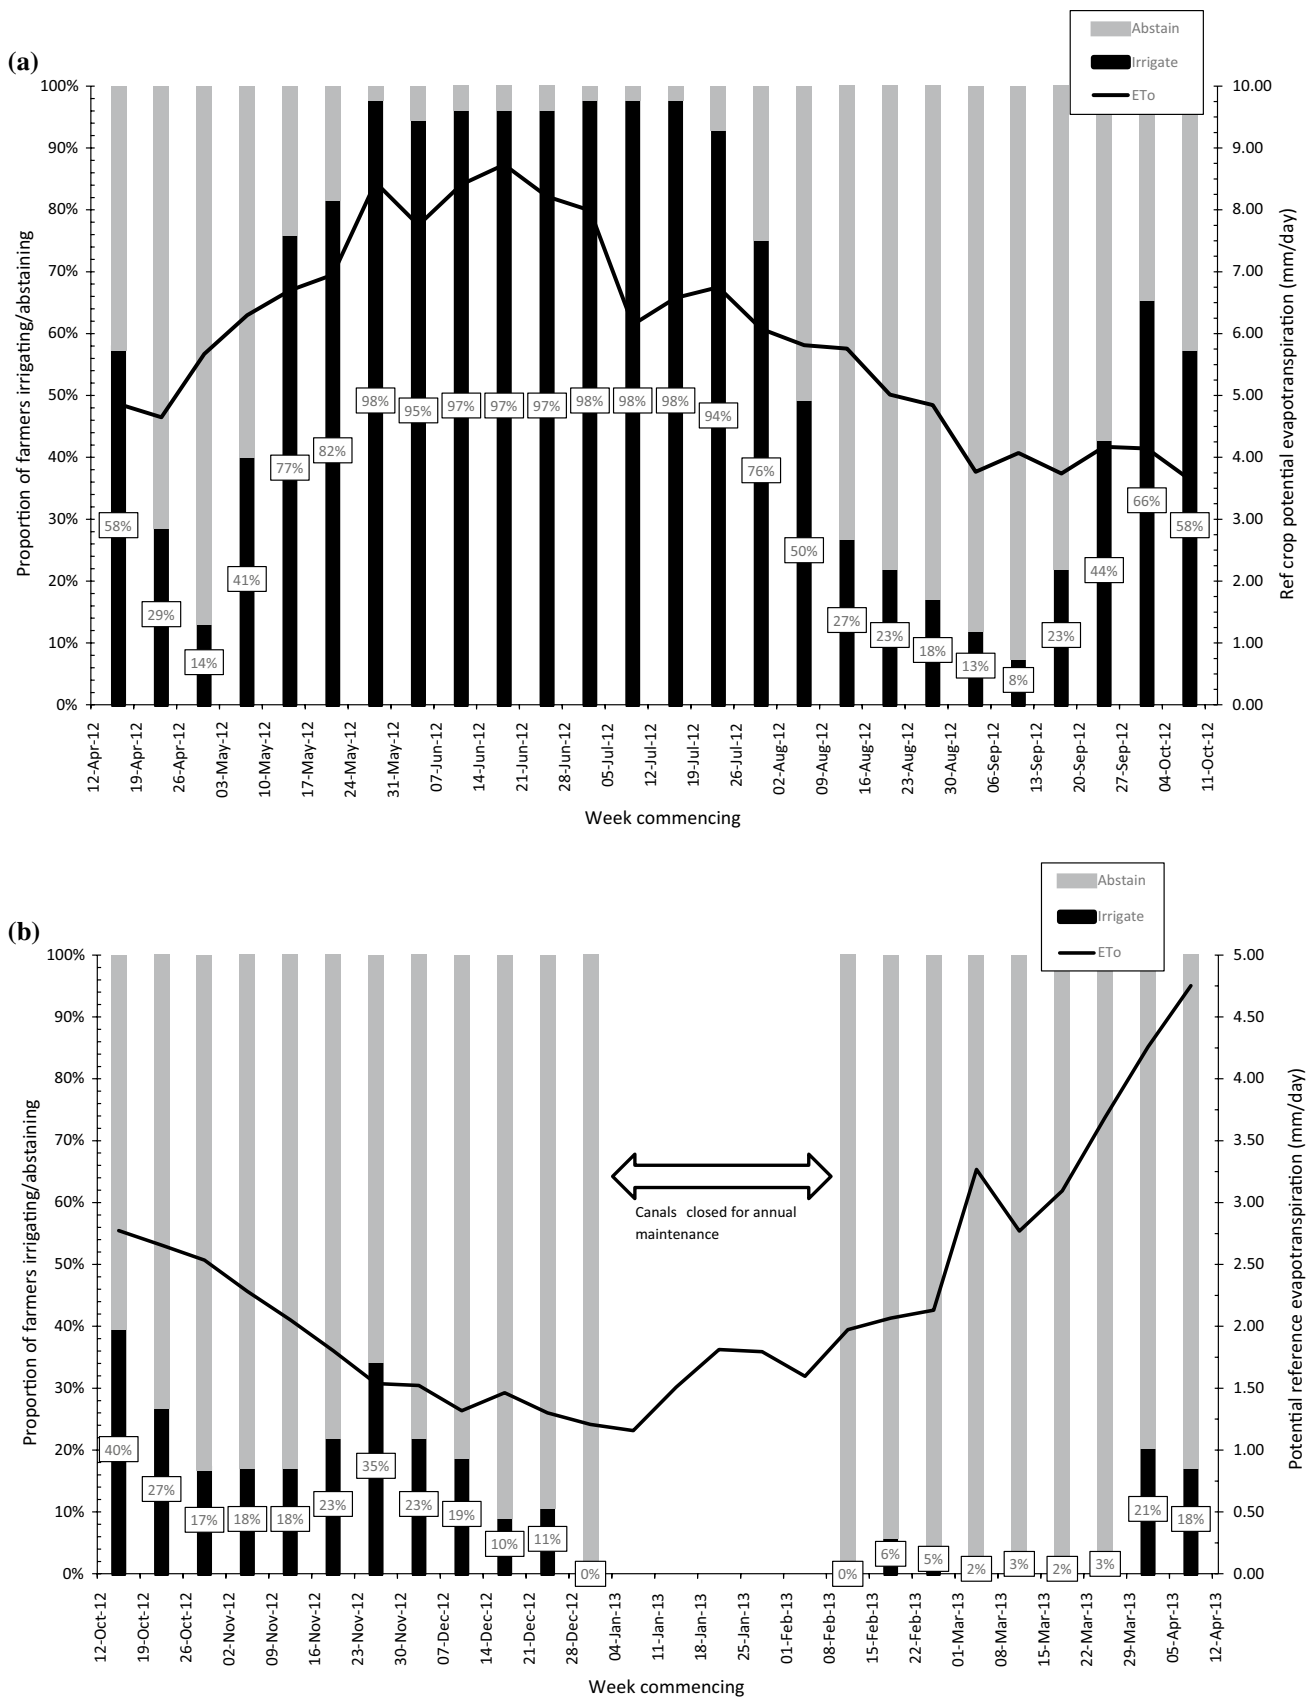 Abstain
Irrigate
ETo
(a)
100%
90%
80%
70%
60%
50%
40%
30%
20%
10%
0%
Proportion of farmers irrigating/abstaining
58%
29%
14%
41%
77%
82%
98%
95%
97%
97%
97%
98%
98%
98%
94%
76%
50%
27%
23%
18%
13%
8%
23%
44%
66%
58%
10.00
9.00
8.00
7.00
6.00
5.00
4.00
3.00
2.00
1.00
0.00
Ref crop potential evapotranspiration (mm/day)
12-Apr-12
19-Apr-12
26-Apr-12
03-May-12
10-May-12
17-May-12
24-May-12
31-May-12
07-Jun-12
14-Jun-12
21-Jun-12
28-Jun-12
05-Jul-12
12-Jul-12
19-Jul-12
26-Jul-12
02-Aug-12
09-Aug-12
16-Aug-12
23-Aug-12
30-Aug-12
06-Sep-12
13-Sep-12
20-Sep-12
27-Sep-12
04-Oct-12
11-Oct-12
Week commencing
Abstain
Irrigate
ETo
(b)
100%
90%
80%
70%
60%
50%
40%
30%
20%
10%
0%
Proportion of farmers irrigating/abstaining
Canals closed for annual
maintenance
40%
27%
17%
18%
18%
23%
35%
23%
19%
10%
11%
0%
0%
6%
5%
2%
3%
2%
3%
21%
18%
5.00
4.50
4.00
3.50
3.00
2.50
2.00
1.50
1.00
0.50
0.00
Potential reference evapotranspiration (mm/day)
12-Oct-12
19-Oct-12
26-Oct-12
02-Nov-12
09-Nov-12
16-Nov-12
23-Nov-12
30-Nov-12
07-Dec-12
14-Dec-12
21-Dec-12
28-Dec-12
04-Jan-13
11-Jan-13
18-Jan-13
25-Jan-13
01-Feb-13
08-Feb-13
15-Feb-13
22-Feb-13
01-Mar-13
08-Mar-13
15-Mar-13
22-Mar-13
29-Mar-13
05-Apr-13
12-Apr-13
Week commencing